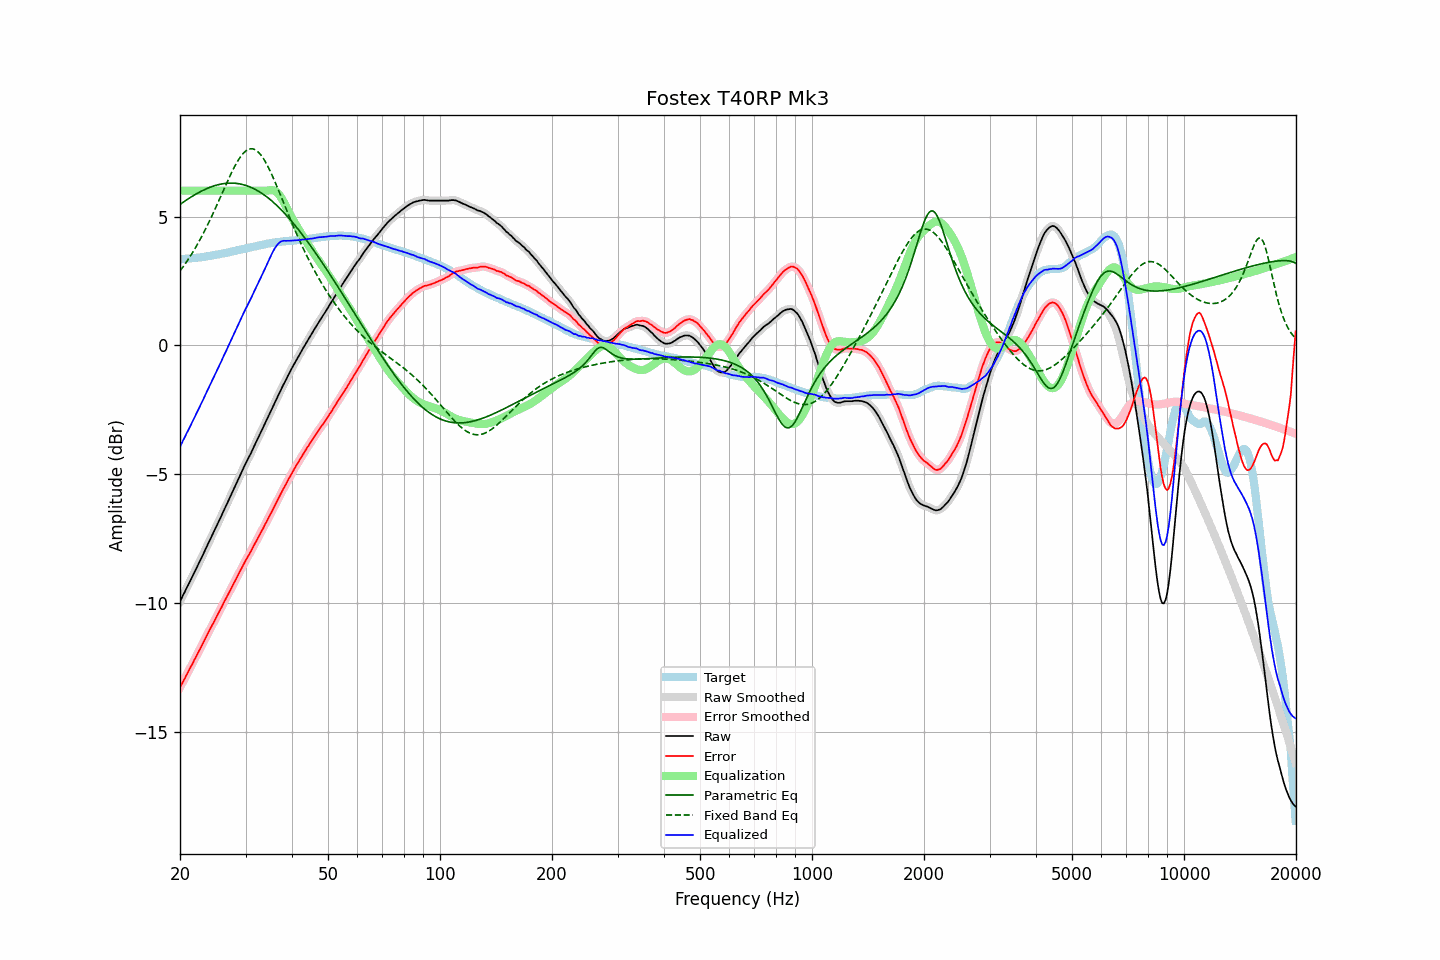 Fostex T40RP Mk3
Amplitude (dBr)
5
0
−5
−10
−15
Target
Raw Smoothed
Error Smoothed
Raw
Error
Equalization
Parametric Eq
Fixed Band Eq
Equalized
20 50 100 200 500 1000 2000 5000 10000 20000
Frequency (Hz)